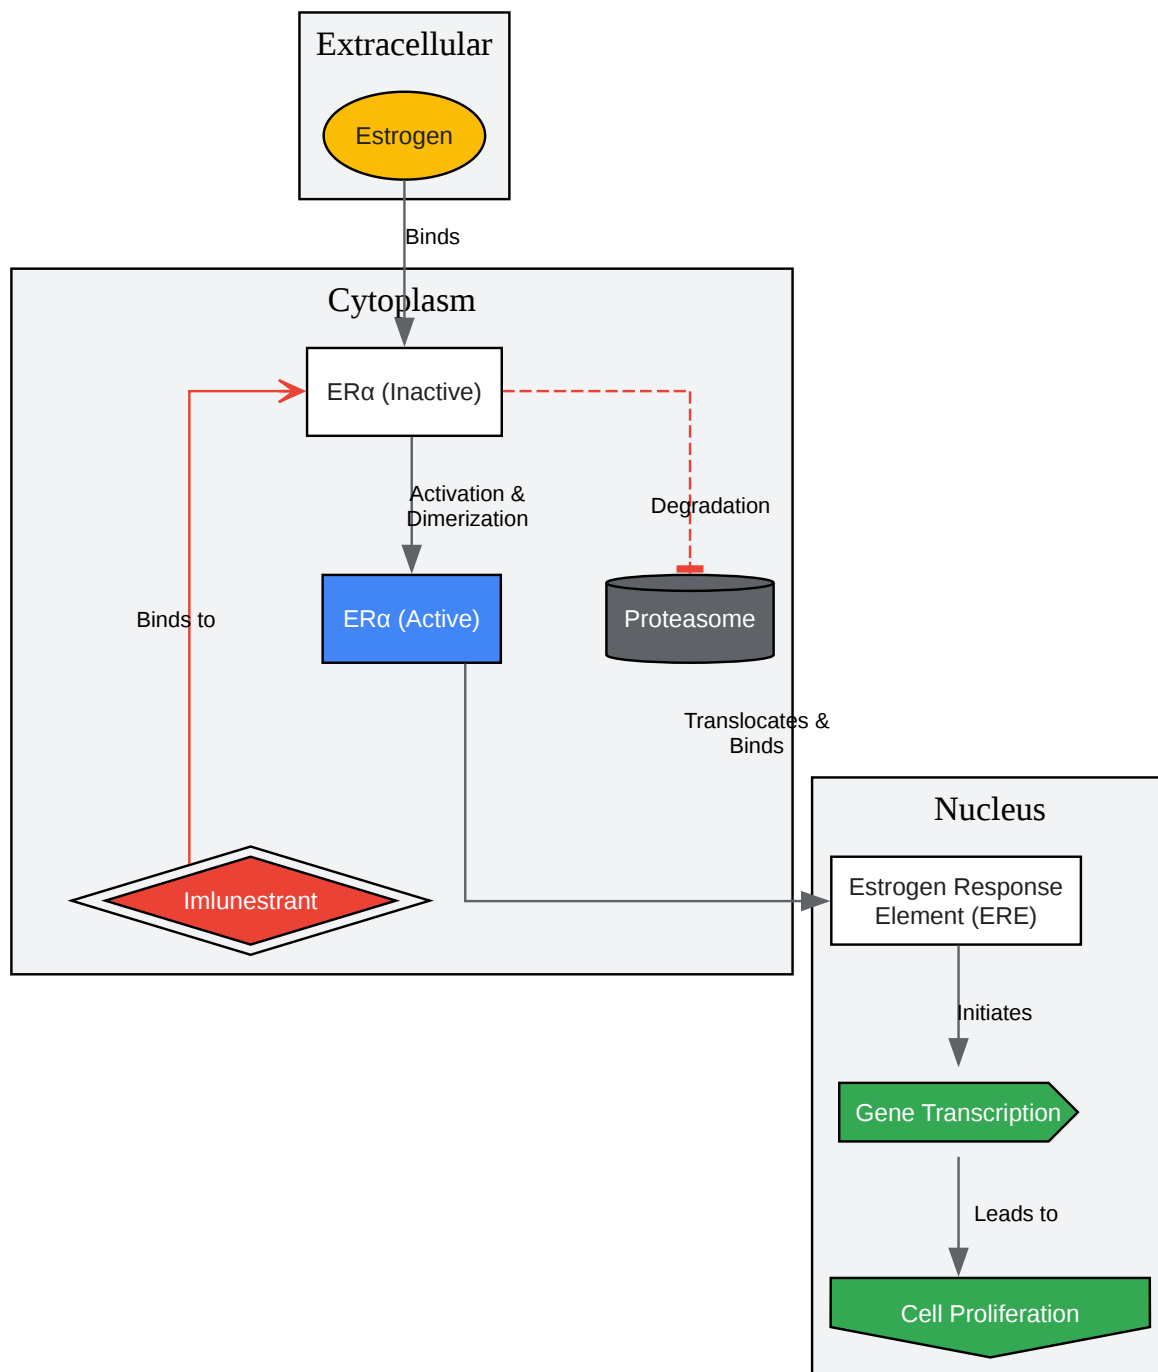 Extracellular
Estrogen
Binds
Cytoplasm
ERα (Inactive)
Activation &
Dimerization
Degradation
Binds to
ERα (Active)
Proteasome
Translocates &
Binds
Imlunestrant
Nucleus
Estrogen Response
Element (ERE)
Initiates
Gene Transcription
Leads to
Cell Proliferation